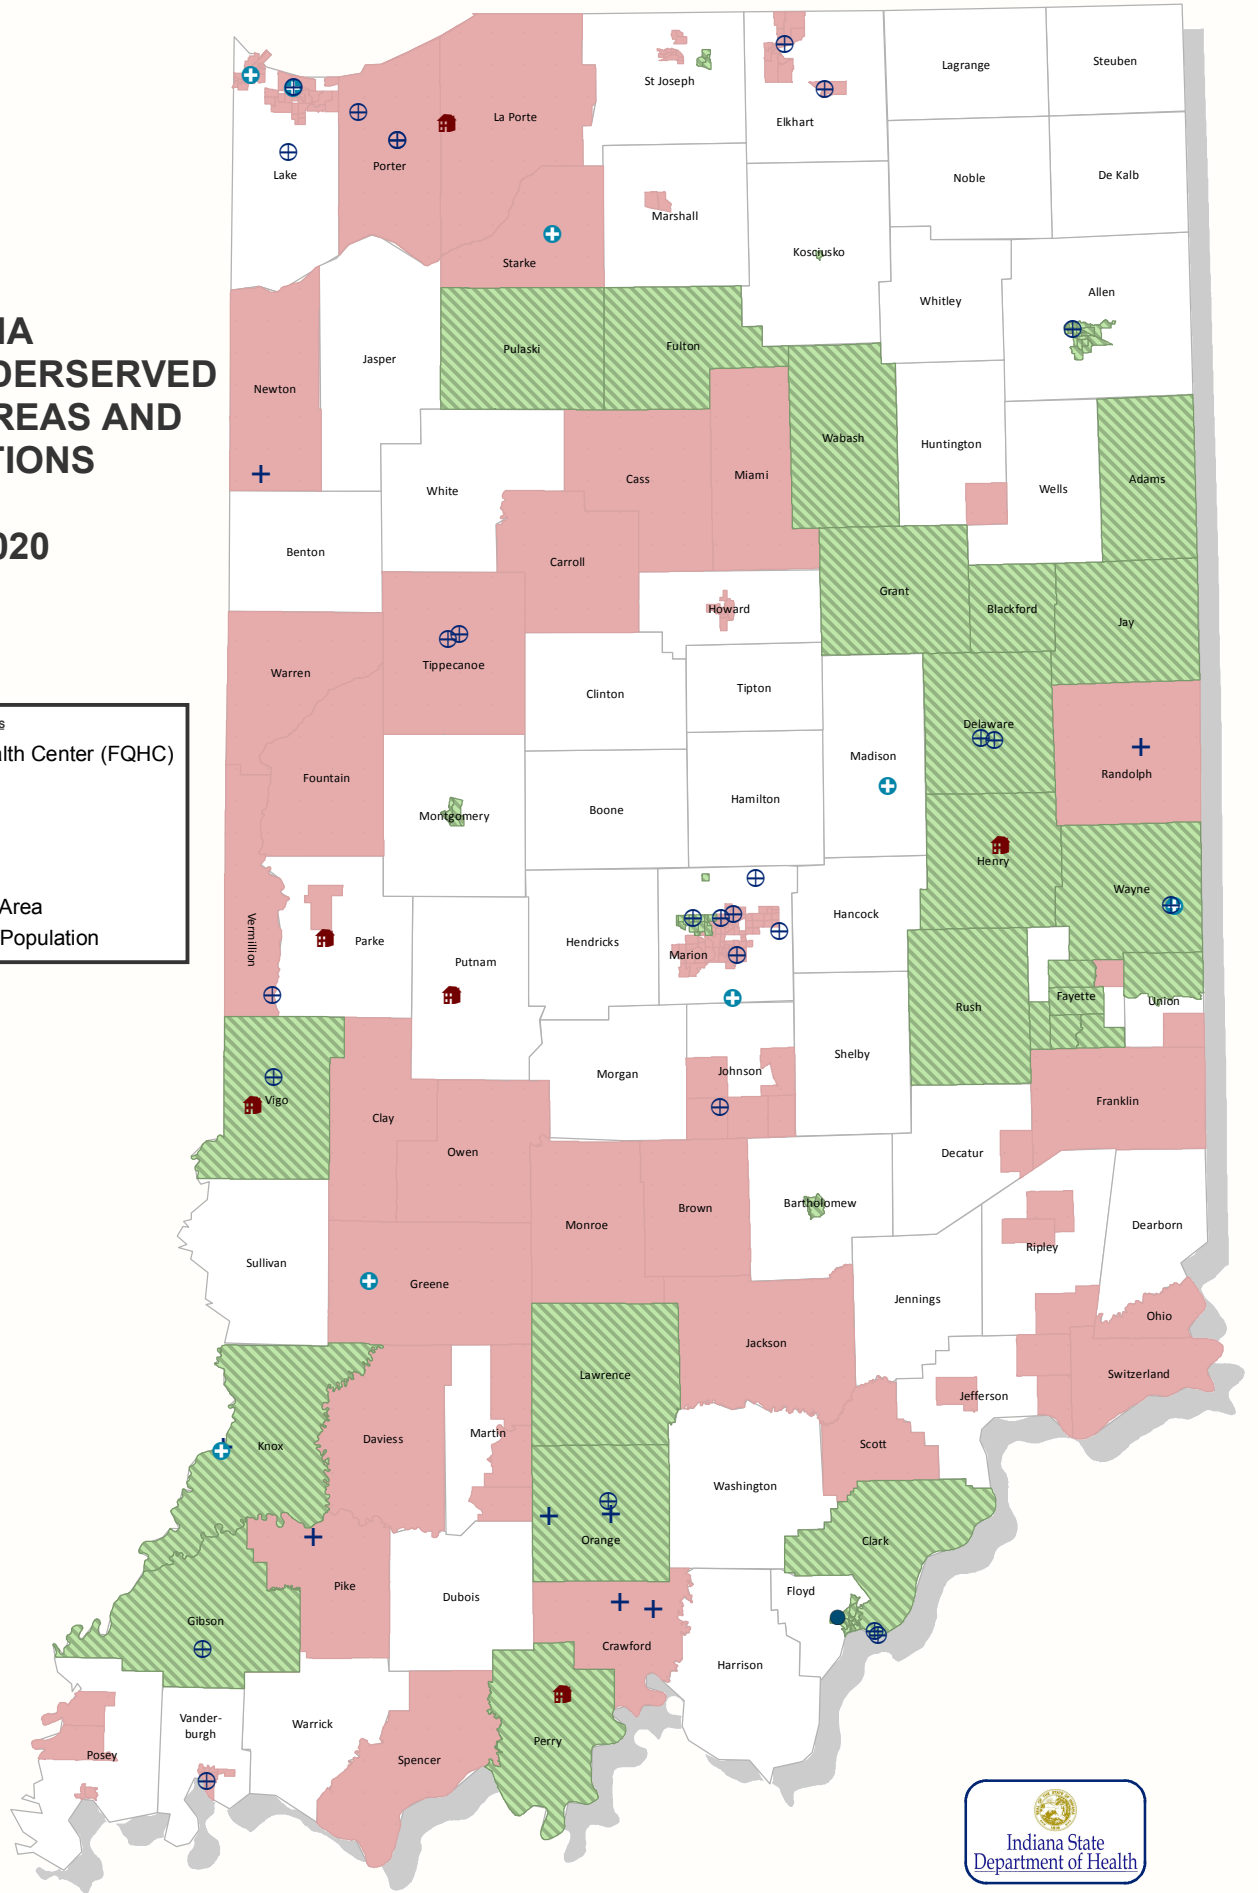 IA
DERSERVED
REAS AND
TIONS
020
s
lth Center (FQHC)
Area
Population
St Joseph
Lagrange
Steuben
La Porte
Elkhart
Porter
Lake
Noble
De Kalb
Marshall
Starke
Kosciusko
Whitley
Allen
Pulaski
Fulton
Jasper
Newton
Wabash
Huntington
Cass
Miami
White
Wells
Adams
Benton
Carroll
Grant
Howard
Blackford
Jay
Warren
Tippecanoe
Clinton
Tipton
Delaware
Madison
Randolph
Fountain
Montgomery
Boone
Hamilton
Henry
Wayne
Vermillion
Parke
Hendricks
Hancock
Marion
Putnam
Rush
Fayette
Union
Shelby
Morgan
Johnson
Vigo
Clay
Franklin
Owen
Decatur
Bartholomew
Brown
Monroe
Dearborn
Ripley
Sullivan
Greene
Jennings
Ohio
Jackson
Lawrence
Switzerland
Jefferson
Martin
Daviess
Knox
Scott
Washington
Orange
Clark
Pike
Floyd
Dubois
Gibson
Crawford
Harrison
Vander-
burgh
Warrick
Perry
Posey
Spencer
Indiana State
Department of Health